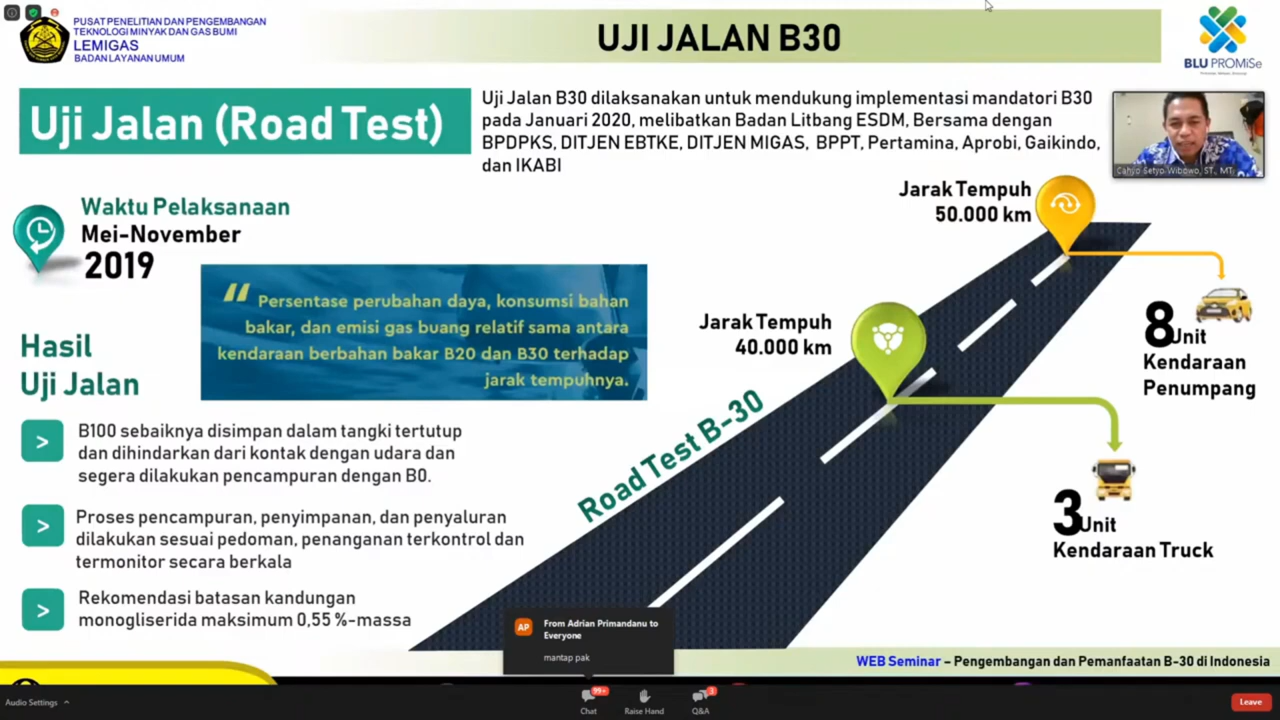 PUSAT PENELITIAN DAN PENGEMBANGAN
TEKNOLOGI MINYAK DAN GAS BUMI
LEMIGAS
BADAN LAYANAN UMUM
UJI JALAN B30
BLU PROMiSe
Uji Jalan (Road Test)
Uji Jalan B30 dilaksanakan untuk mendukung implementasi mandatori B30
pada Januari 2020, melibatkan Badan Litbang ESDM, Bersama dengan
BPDPKS, DITJEN EBTKE, DITJEN MIGAS, BPPT, Pertamina, Aprobi, Gaikindo,
dan IKABI
Cahyo Setyo Wibowo, ST., MT.
Waktu Pelaksanaan
Mei-November
2019
“ Persentase perubahan daya, konsumsi bahan
bakar, dan emisi gas buang relatif sama antara
kendaraan berbahan bakar B20 dan B30 terhadap
jarak tempuhnya.
Hasil
Uji Jalan
> B100 sebaiknya disimpan dalam tangki tertutup
dan dihindarkan dari kontak dengan udara dan
segera dilakukan pencampuran dengan B0.
> Proses pencampuran, penyimpanan, dan penyaluran
dilakukan sesuai pedoman, penanganan terkontrol dan
termonitor secara berkala
> Rekomendasi batasan kandungan
monogliserida maksimum 0,55 %-massa
Jarak Tempuh
50.000 km
8 Unit
Kendaraan
Penumpang
Jarak Tempuh
40.000 km
3 Unit
Kendaraan Truck
Road Test B-30
AP
From Adrian Primandanu to
Everyone
mantap pak
WEB Seminar – Pengembangan dan Pemanfaatan B-30 di Indonesia
Audio Settings
99+
Chat
Raise Hand
3
Q&A
Leave